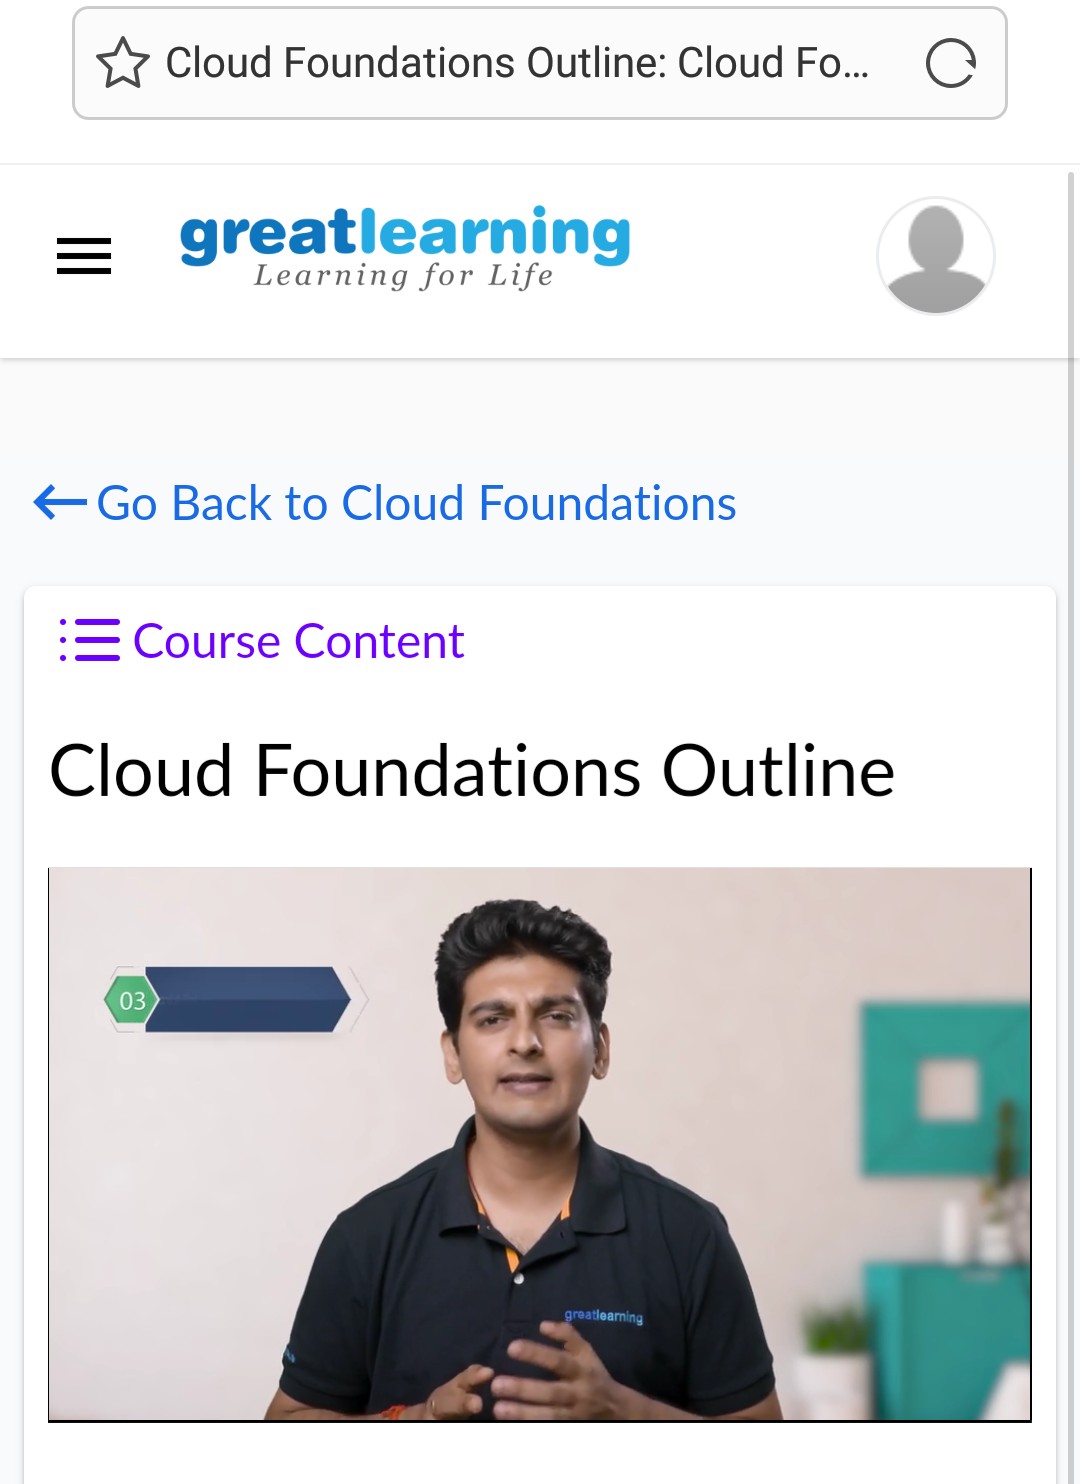 Cloud Foundations Outline: Cloud Fo...
greatlearning
Learning for Life
Go Back to Cloud Foundations
Course Content
Cloud Foundations Outline
03
greatlearning